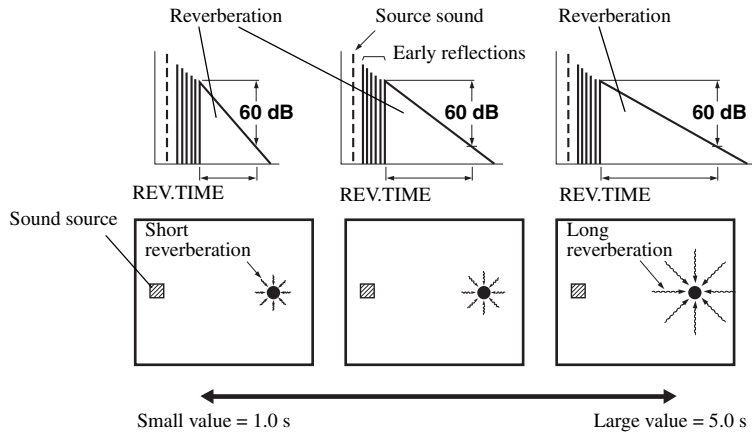 Reverberation
Source sound
Reverberation
Early reflections
60 dB
60 dB
60 dB
REV.TIME
REV.TIME
REV.TIME
Sound source
Short
reverberation
Long
reverberation
Small value = 1.0 s
Large value = 5.0 s